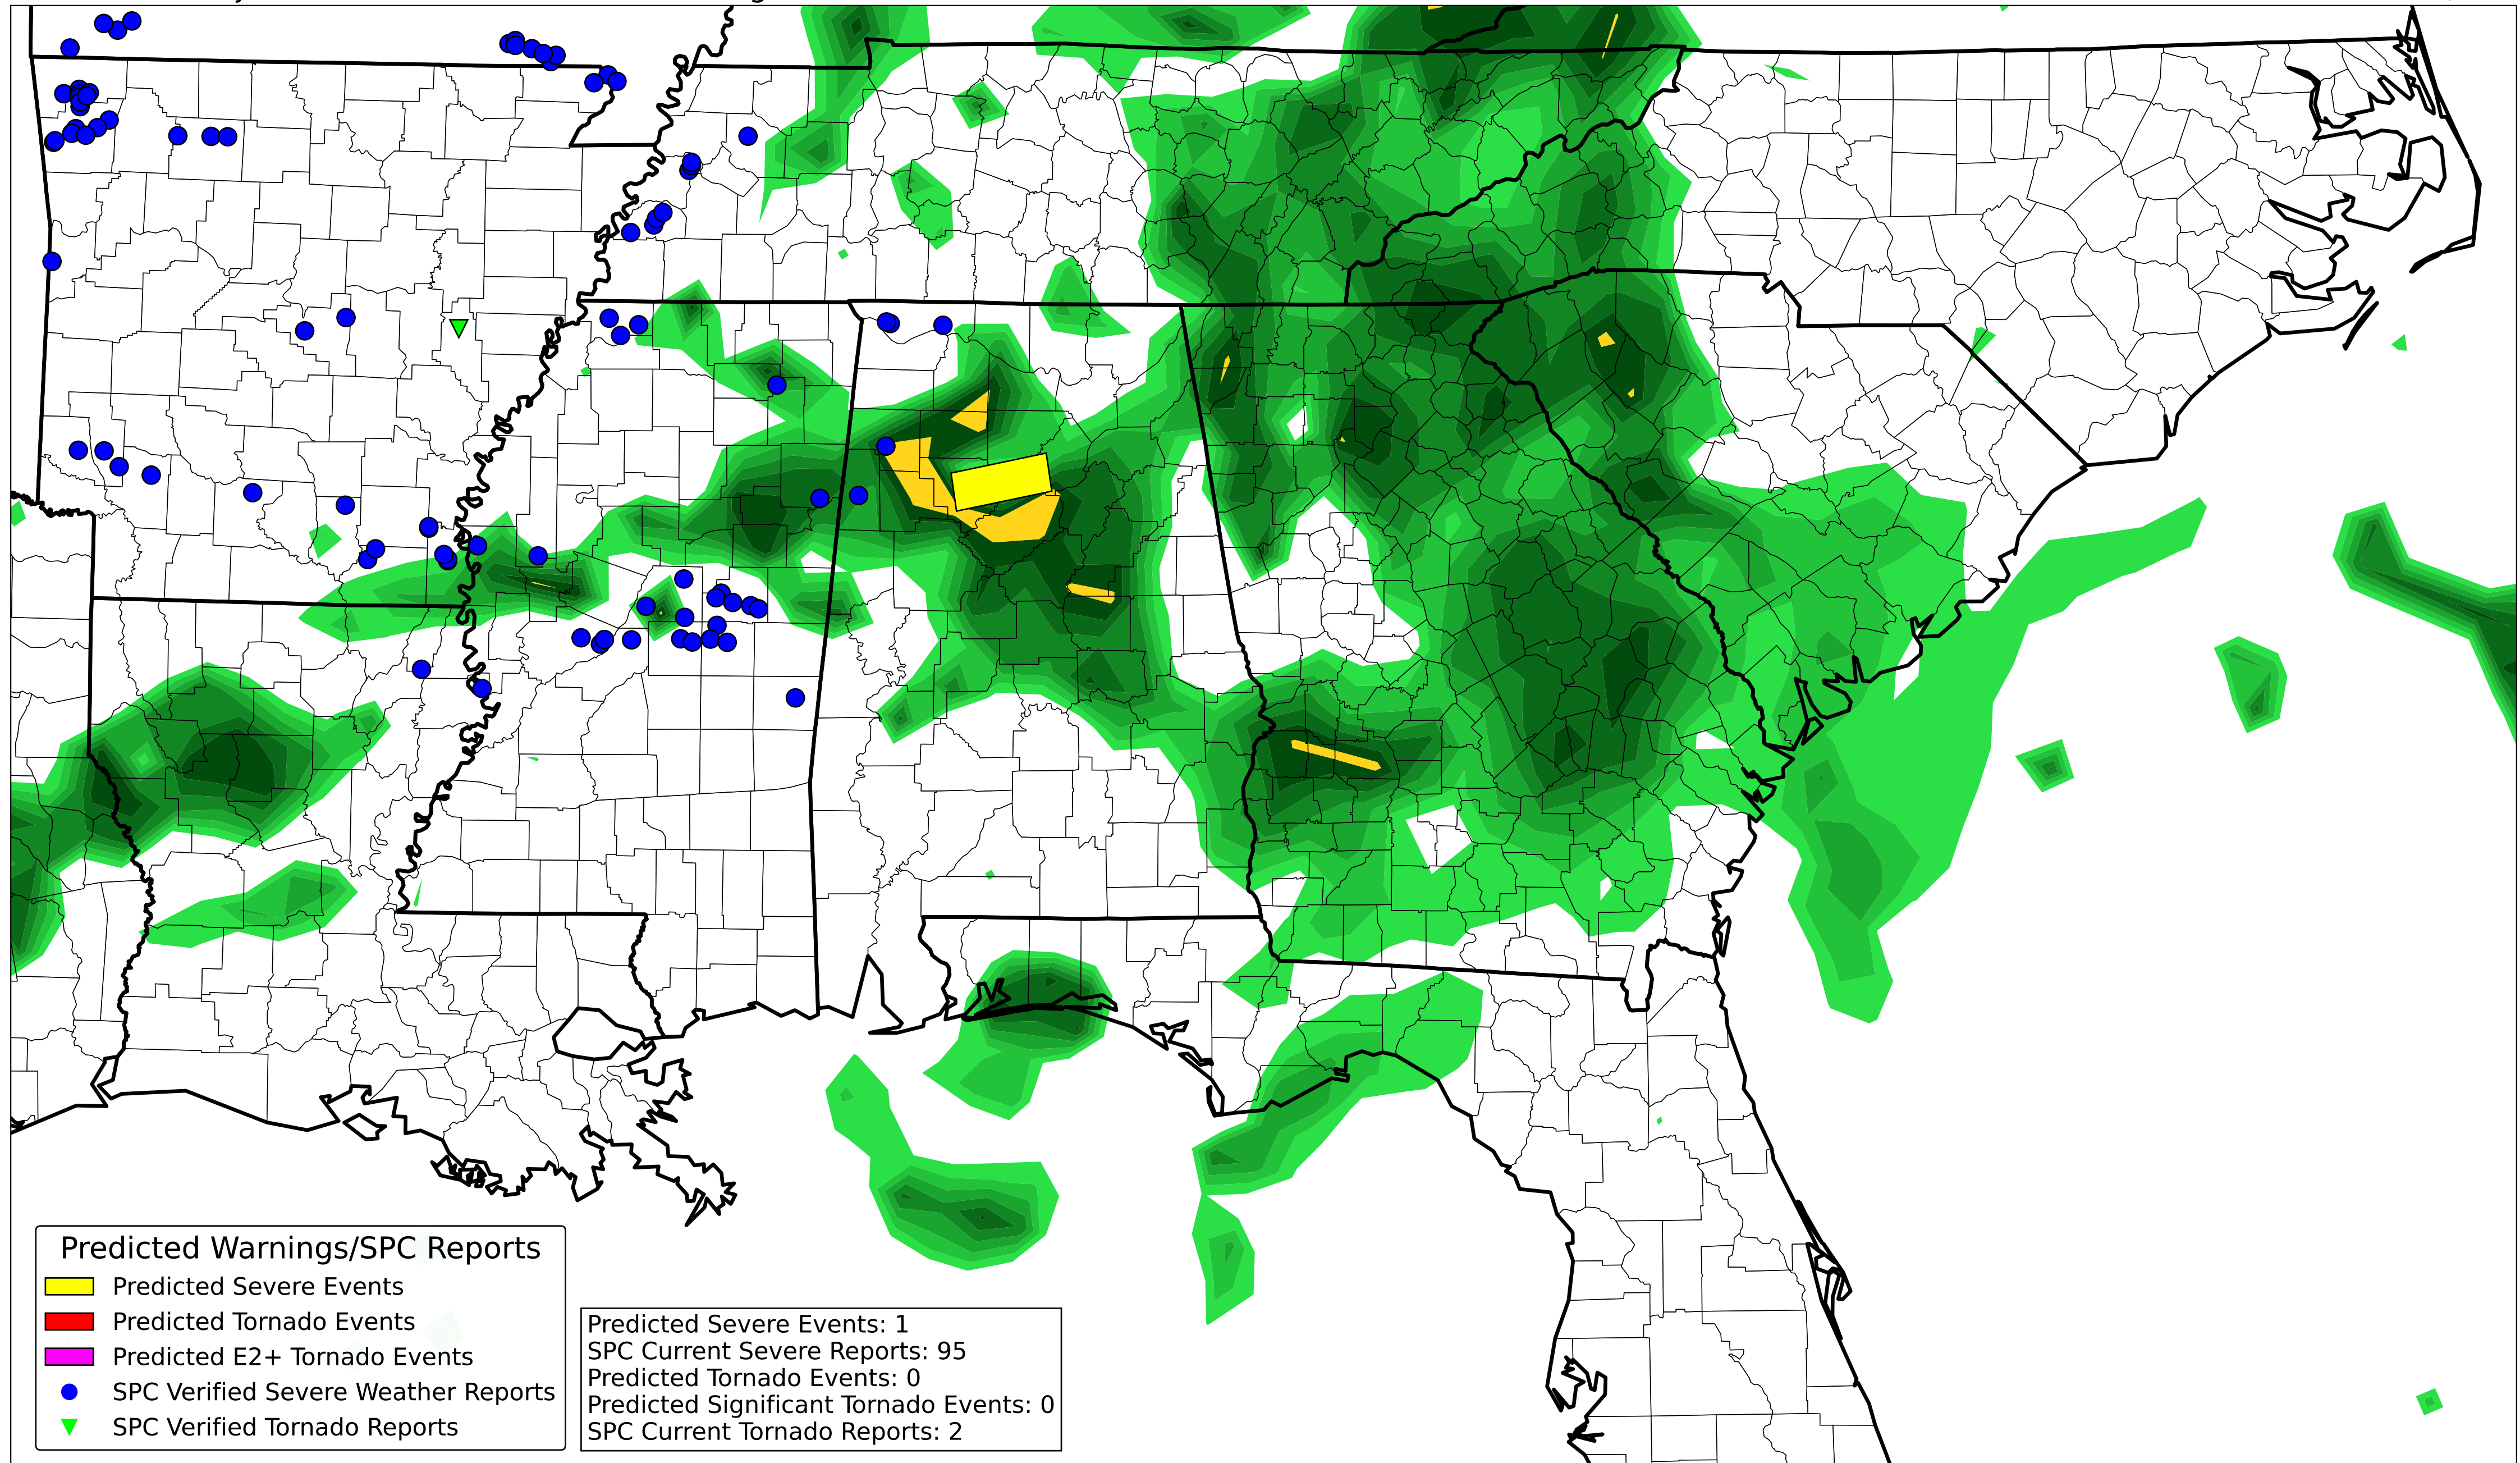 Predicted Warnings/SPC Reports
Predicted Severe Events
Predicted Tornado Events
Predicted E2+ Tornado Events
SPC Verified Severe Weather Reports
SPC Verified Tornado Reports
Predicted Severe Events: 1
SPC Current Severe Reports: 95
Predicted Tornado Events: 0
Predicted Significant Tornado Events: 0
SPC Current Tornado Reports: 2